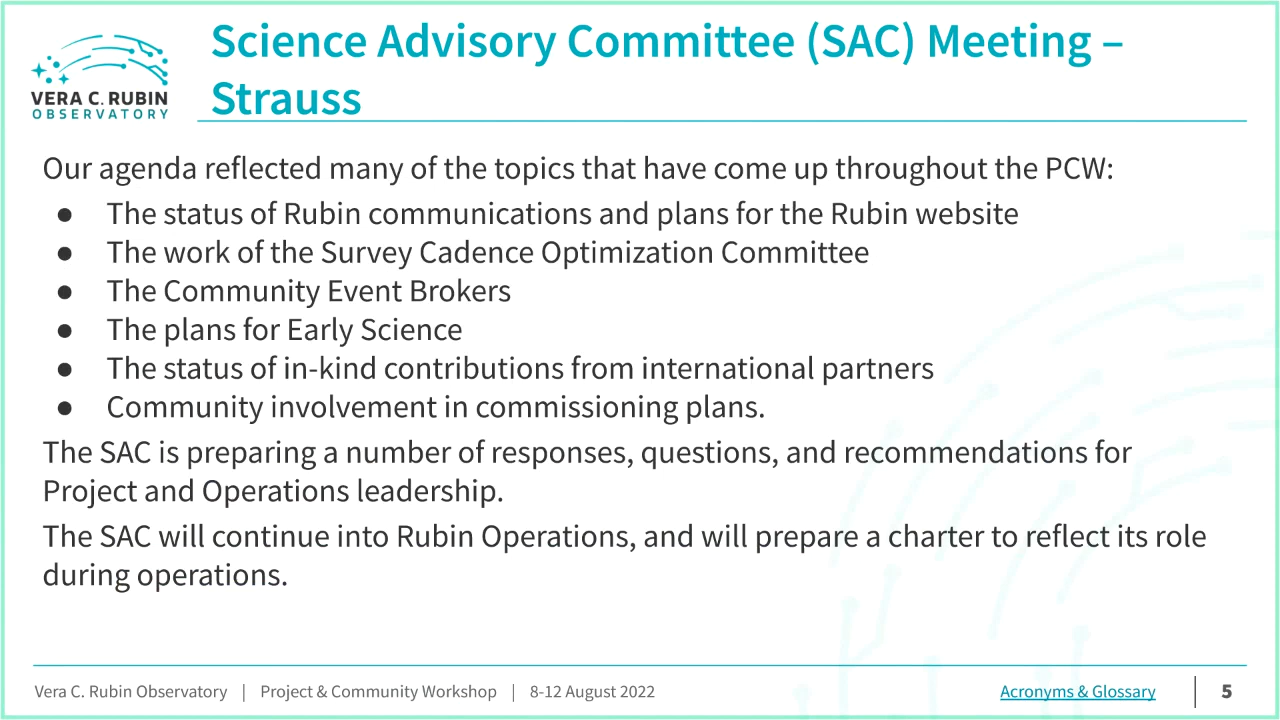 VERA C. RUBIN
OBSERVATORY
Science Advisory Committee (SAC) Meeting –
Strauss
Our agenda reflected many of the topics that have come up throughout the PCW:
● The status of Rubin communications and plans for the Rubin website
● The work of the Survey Cadence Optimization Committee
● The Community Event Brokers
● The plans for Early Science
● The status of in-kind contributions from international partners
● Community involvement in commissioning plans.
The SAC is preparing a number of responses, questions, and recommendations for
Project and Operations leadership.
The SAC will continue into Rubin Operations, and will prepare a charter to reflect its role
during operations.
Vera C. Rubin Observatory | Project & Community Workshop | 8-12 August 2022
Acronyms & Glossary | 5